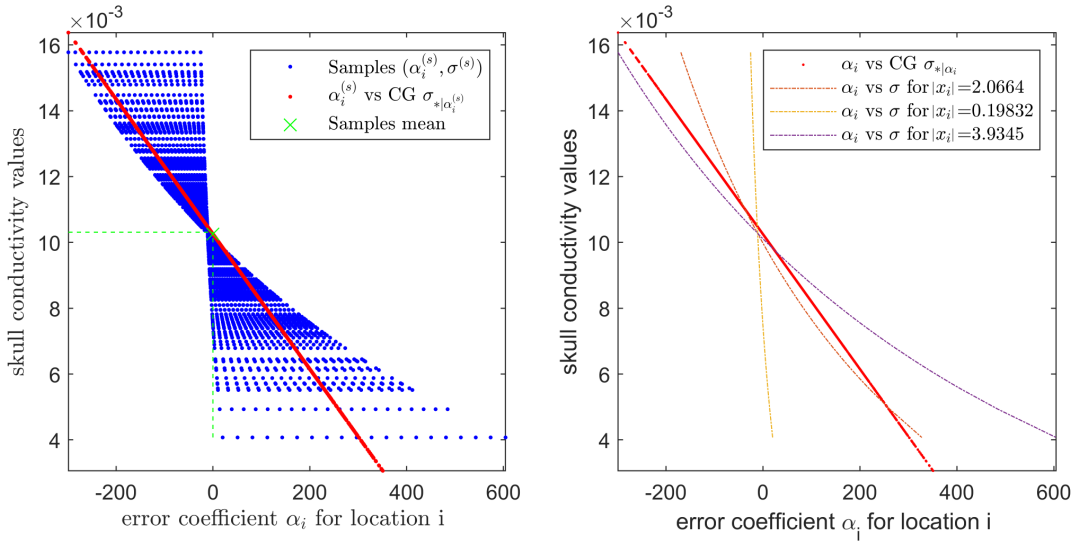 ×10⁻³
16
14
12
10
8
6
4
-200 0 200 400 600
skull conductivity values
error coefficient αᵢ for location i
Samples (αᵢ⁽ˢ⁾, σ⁽ˢ⁾)
αᵢ⁽ˢ⁾ vs CG σ_{*|αᵢ⁽ˢ⁾}
Samples mean
×10⁻³
16
14
12
10
8
6
4
-200 0 200 400 600
skull conductivity values
error coefficient αᵢ for location i
αᵢ vs CG σ_{*|αᵢ}
αᵢ vs σ for |xᵢ|=2.0664
αᵢ vs σ for |xᵢ|=0.19832
αᵢ vs σ for |xᵢ|=3.9345